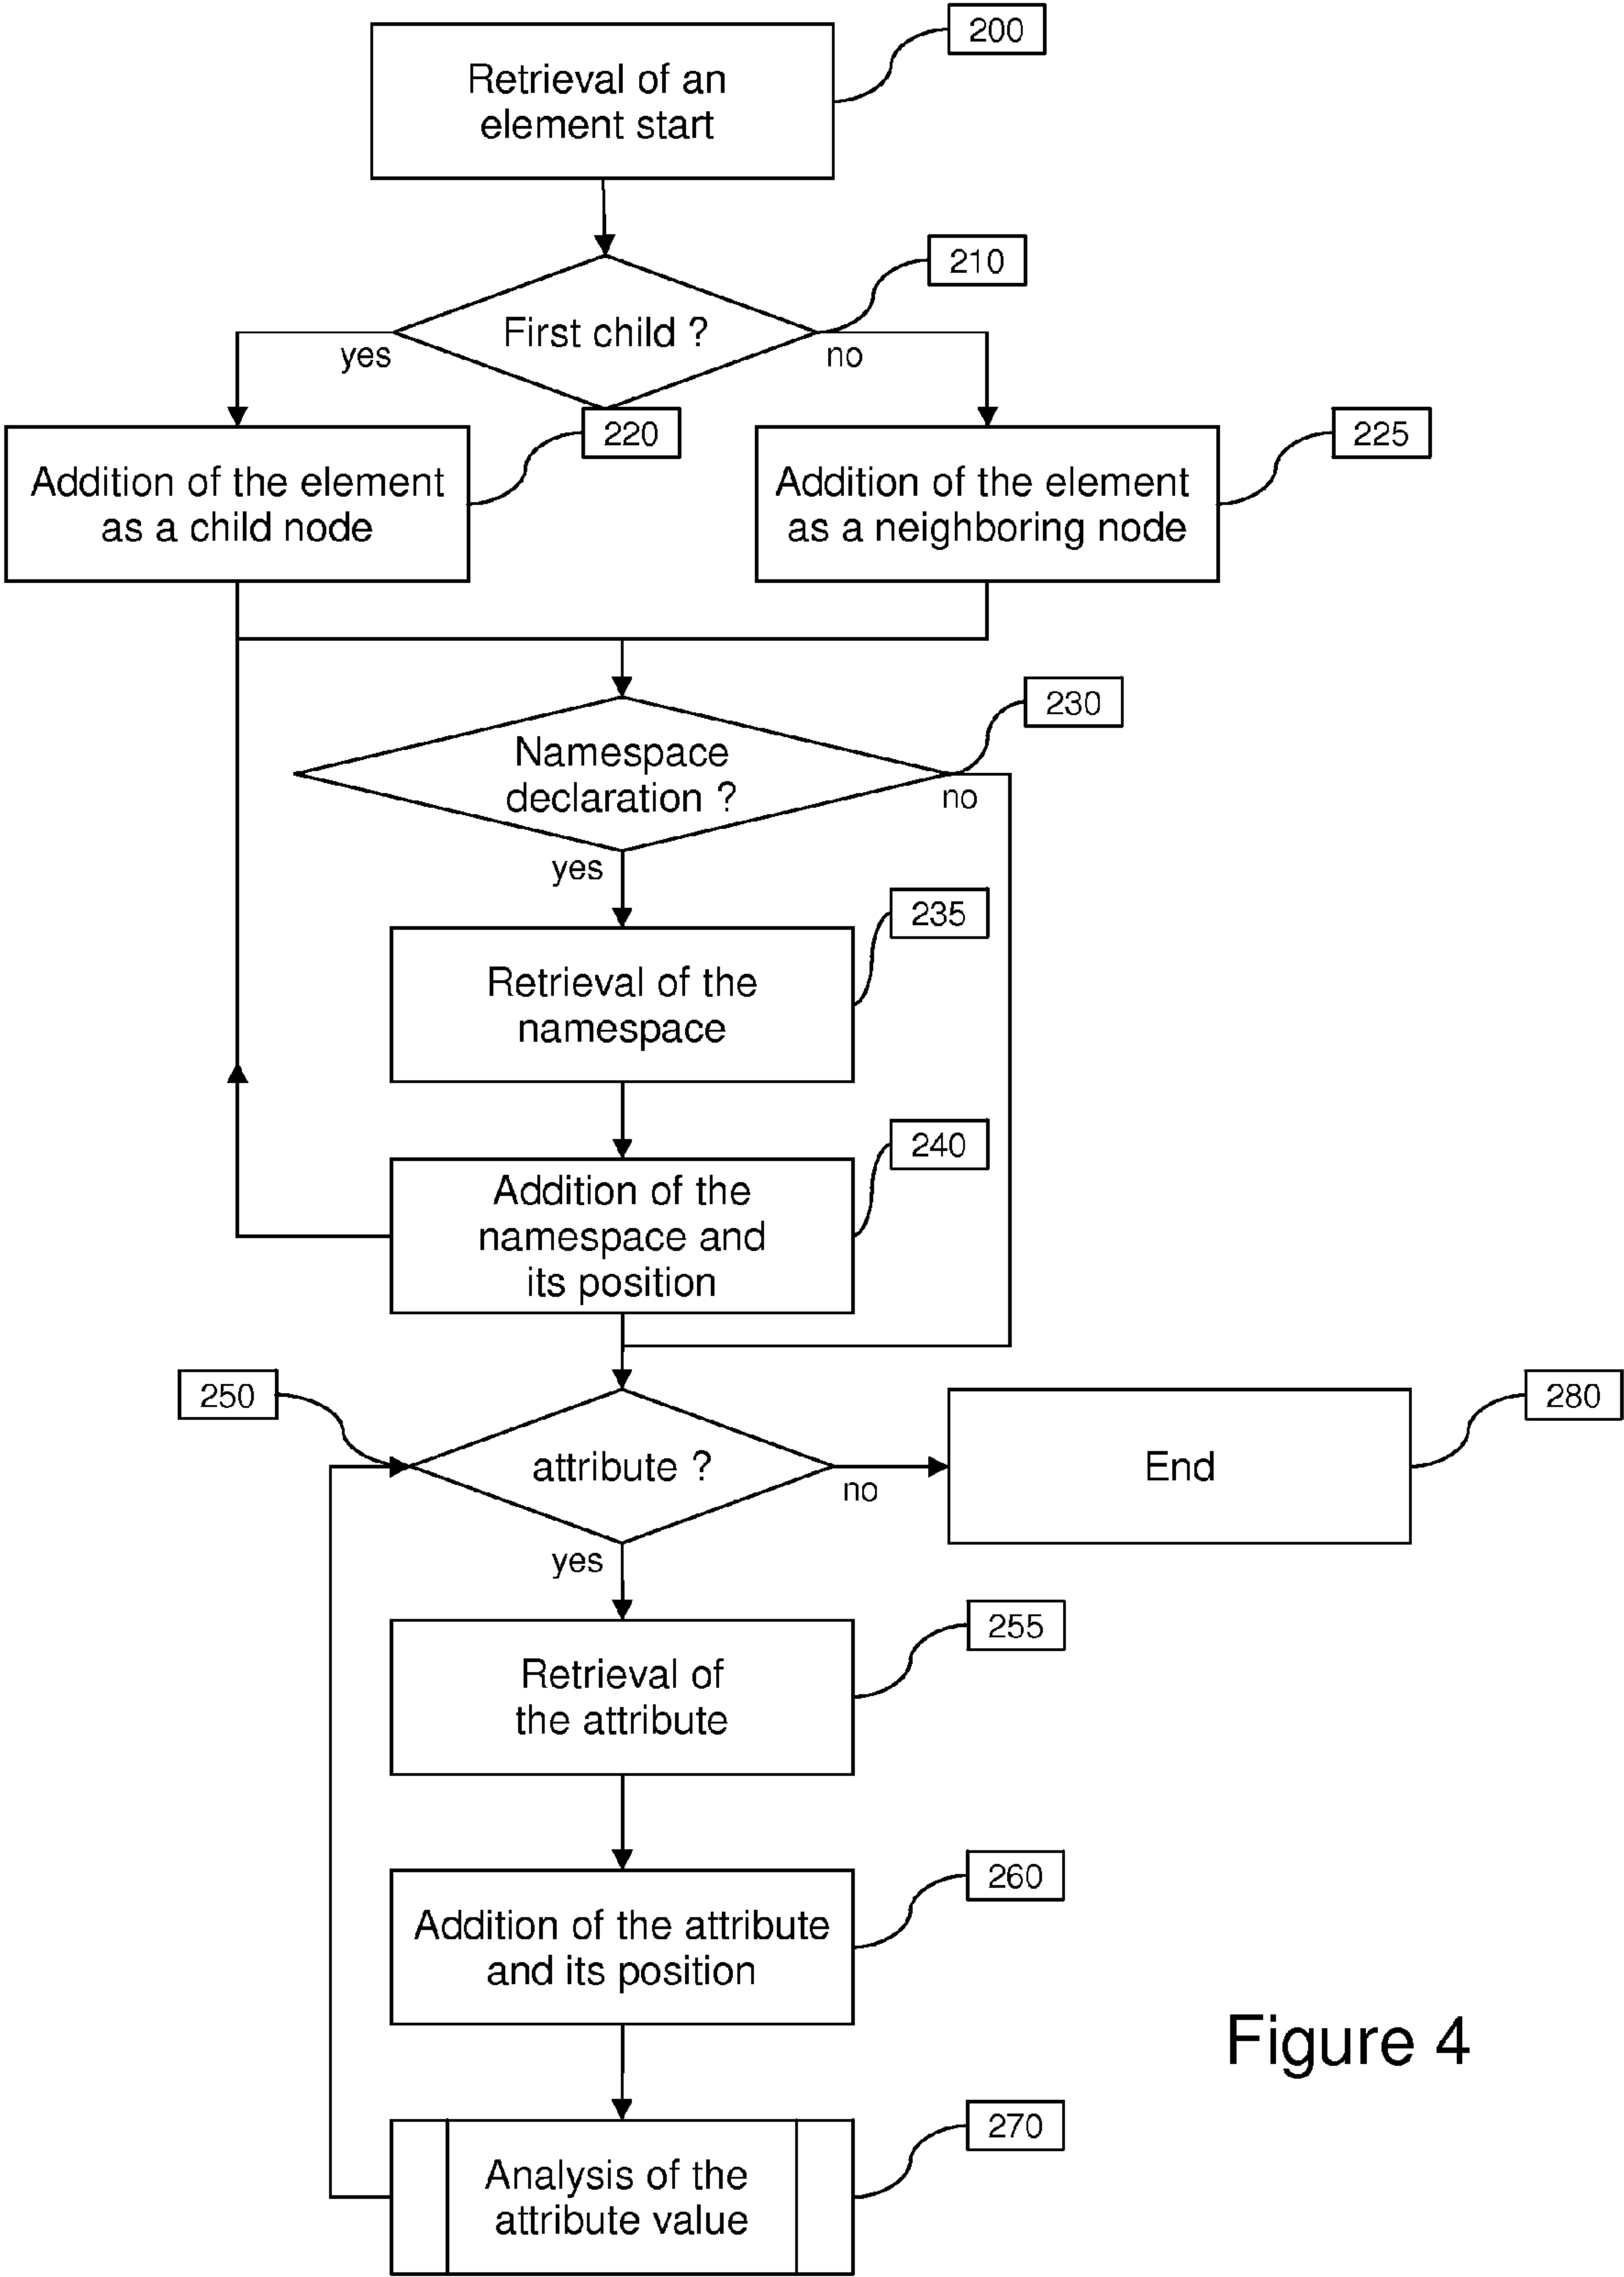 200
Retrieval of an
element start
210
First child ?
yes
no
220
225
Addition of the element
as a child node
Addition of the element
as a neighboring node
230
Namespace
declaration ?
no
yes
235
Retrieval of the
namespace
240
Addition of the
namespace and
its position
250
280
attribute ?
End
no
yes
255
Retrieval of
the attribute
260
Addition of the attribute
and its position
Figure 4
270
Analysis of the
attribute value